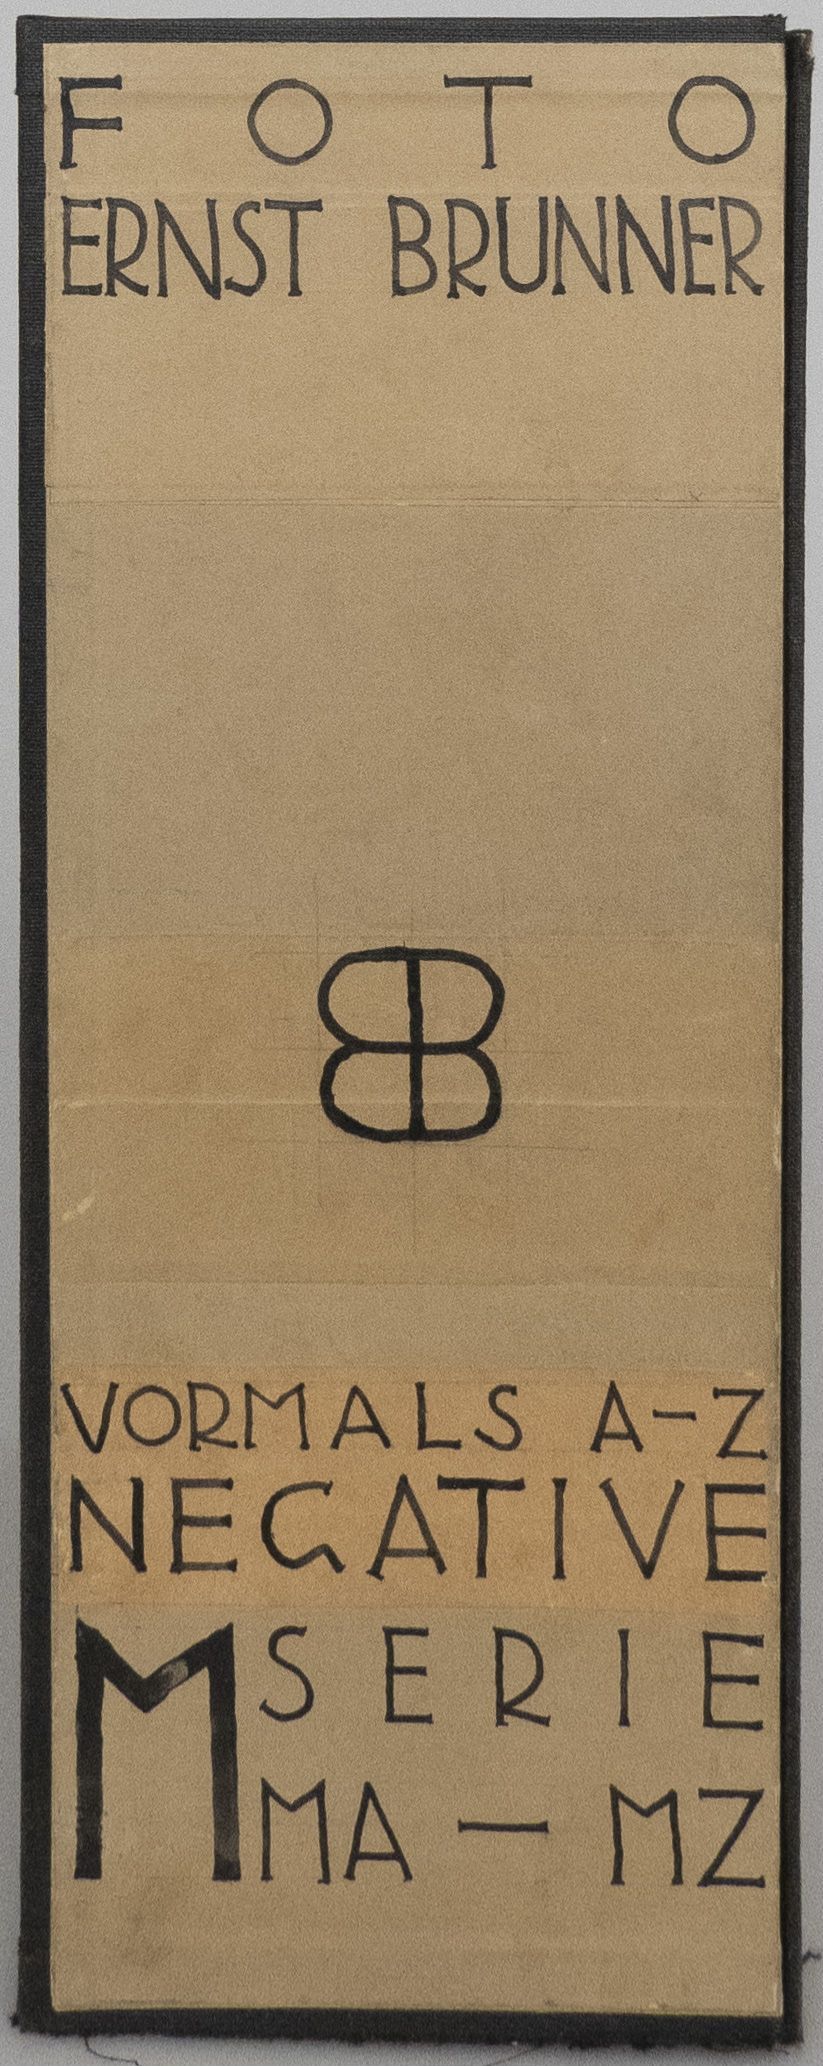 FOTO
ERNST BRUNNER
VORMALS A-Z
NEGATIVE
M SERIE
MA — MZ